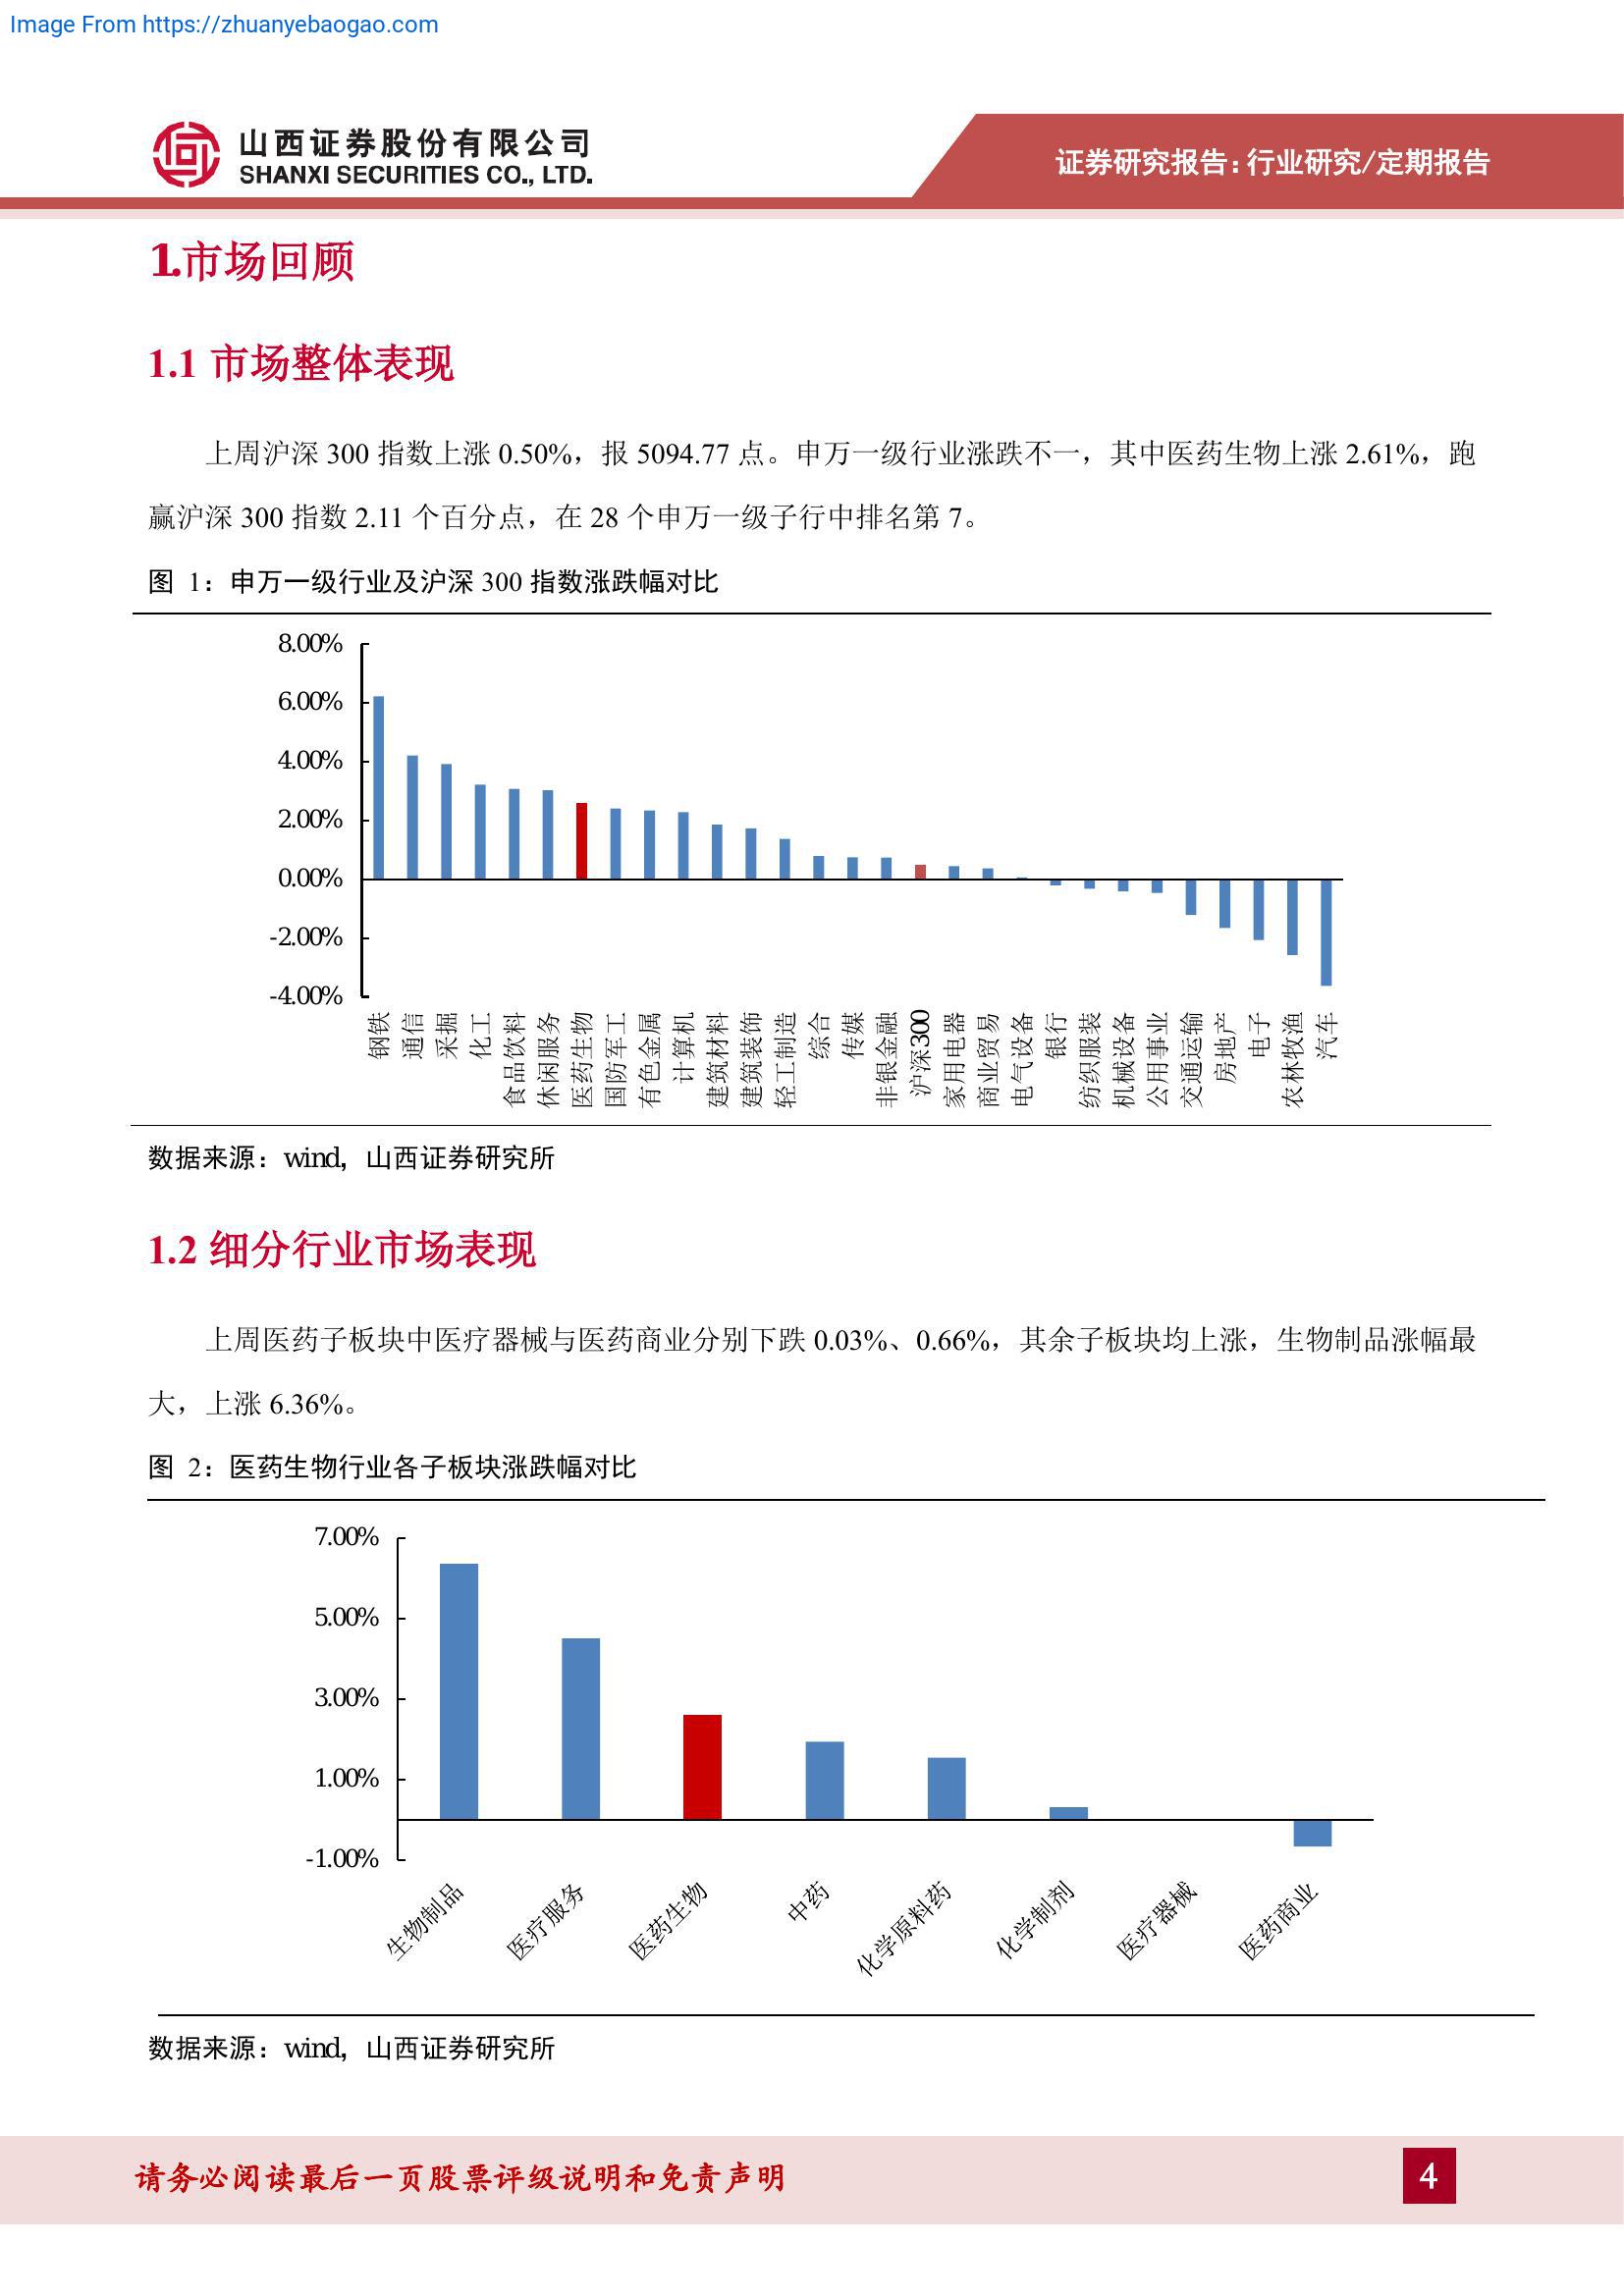 Image From https://zhuanyebaogao.com
山西证券股份有限公司
SHANXI SECURITIES CO., LTD.
证券研究报告：行业研究/定期报告
1.市场回顾
1.1 市场整体表现
上周沪深 300 指数上涨 0.50%，报 5094.77 点。申万一级行业涨跌不一，其中医药生物上涨 2.61%，跑
赢沪深 300 指数 2.11 个百分点，在 28 个申万一级子行中排名第 7。
图 1：申万一级行业及沪深 300 指数涨跌幅对比
8.00%
6.00%
4.00%
2.00%
0.00%
-2.00%
-4.00%
钢铁
通信
采掘
化工
食品饮料
休闲服务
医药生物
国防军工
有色金属
计算机
建筑材料
建筑装饰
轻工制造
综合
传媒
非银金融
沪深300
家用电器
商业贸易
电气设备
银行
纺织服装
机械设备
公用事业
交通运输
房地产
电子
农林牧渔
汽车
数据来源：wind，山西证券研究所
1.2 细分行业市场表现
上周医药子板块中医疗器械与医药商业分别下跌 0.03%、0.66%，其余子板块均上涨，生物制品涨幅最
大，上涨 6.36%。
图 2：医药生物行业各子板块涨跌幅对比
7.00%
5.00%
3.00%
1.00%
-1.00%
生物制品
医疗服务
医药生物
中药
化学原料药
化学制剂
医疗器械
医药商业
数据来源：wind，山西证券研究所
请务必阅读最后一页股票评级说明和免责声明
4